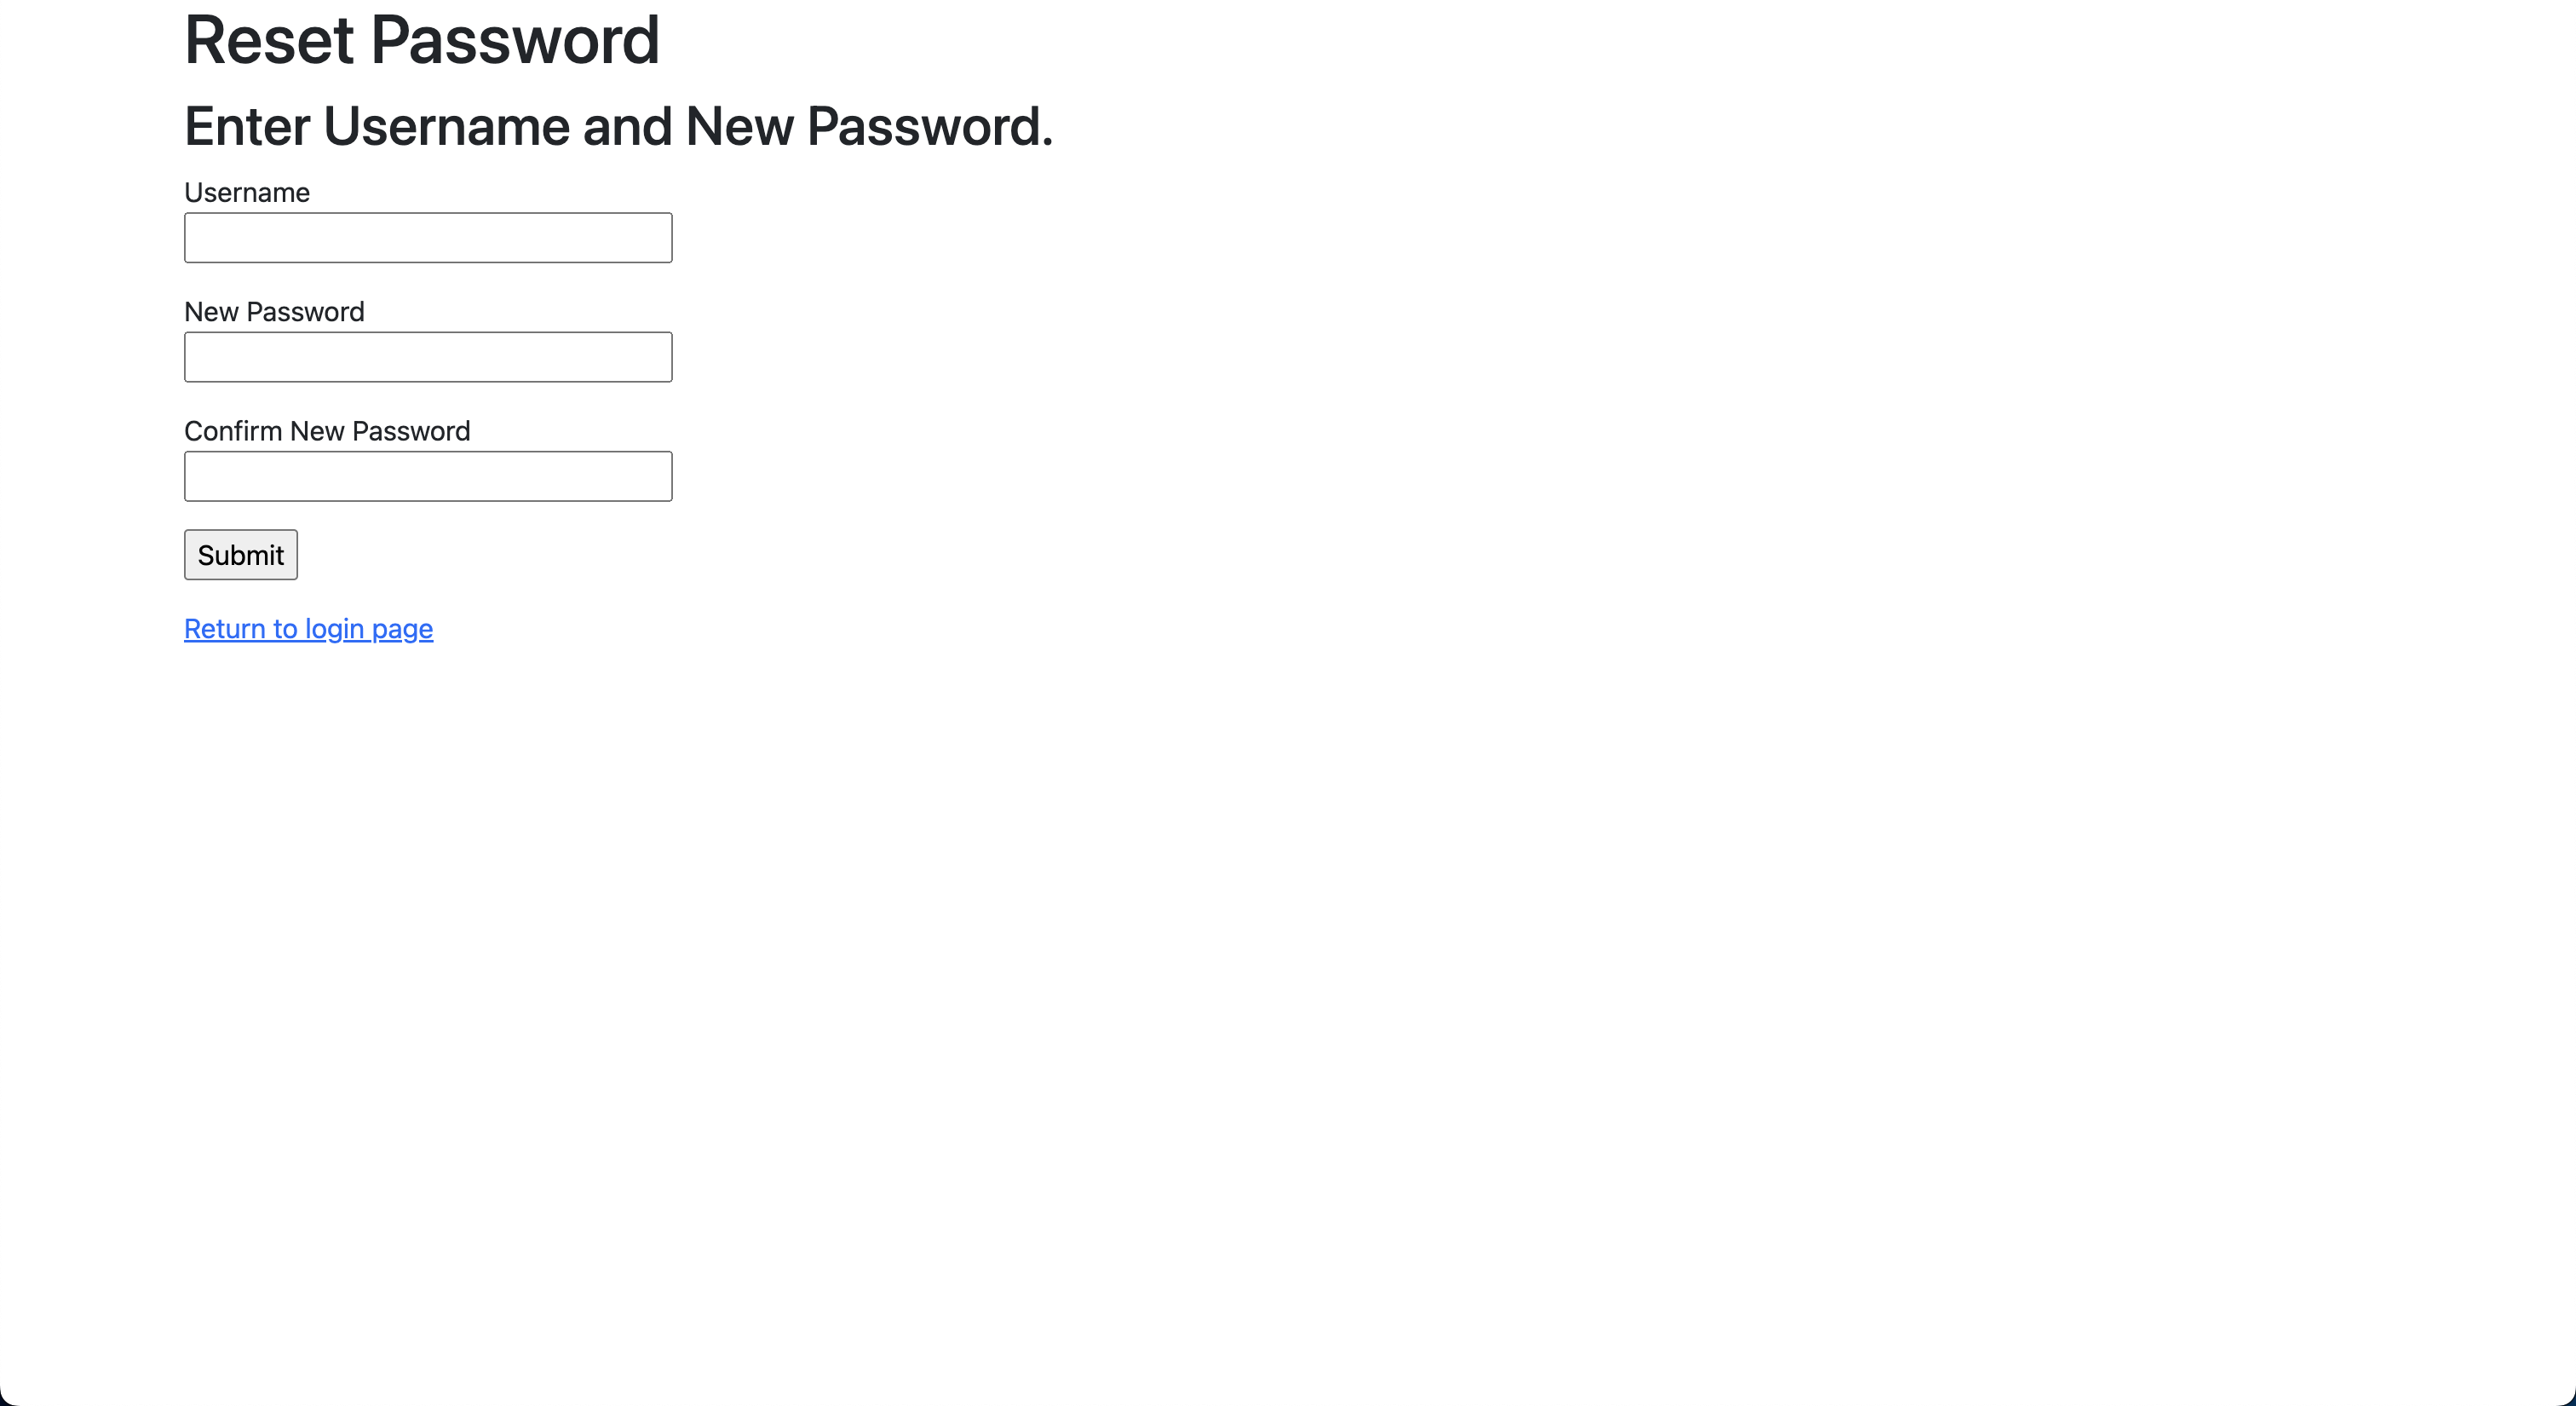 Reset Password
Enter Username and New Password.
Username
New Password
Confirm New Password
Submit
Return to login page